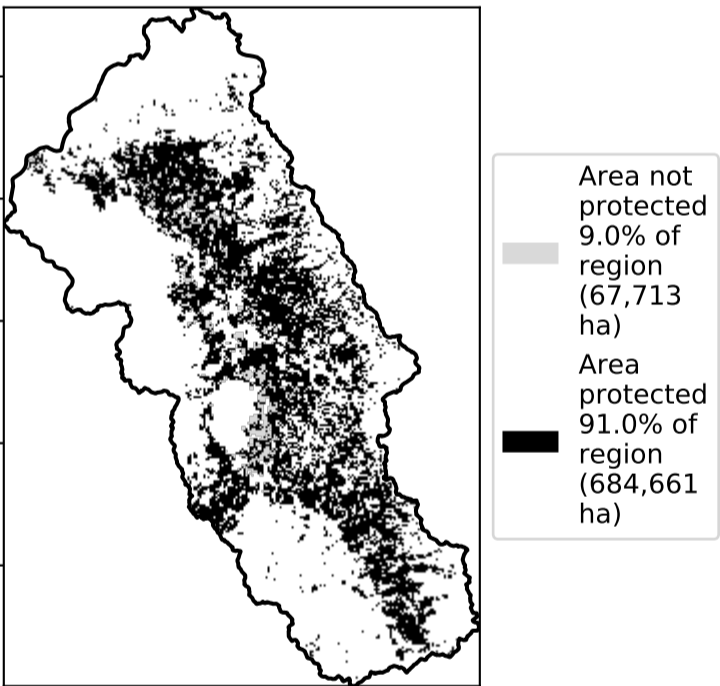 Area not
protected
9.0% of
region
(67,713
ha)
Area
protected
91.0% of
region
(684,661
ha)